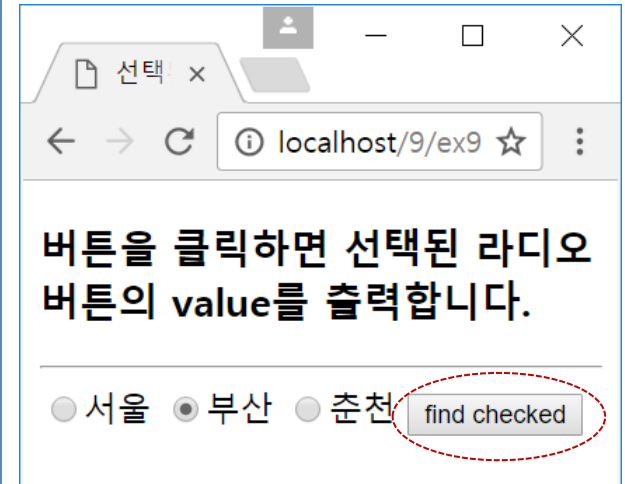 선택
localhost/9/ex9
버튼을 클릭하면 선택된 라디오
버튼의 value를 출력합니다.
서울 부산 춘천 find checked